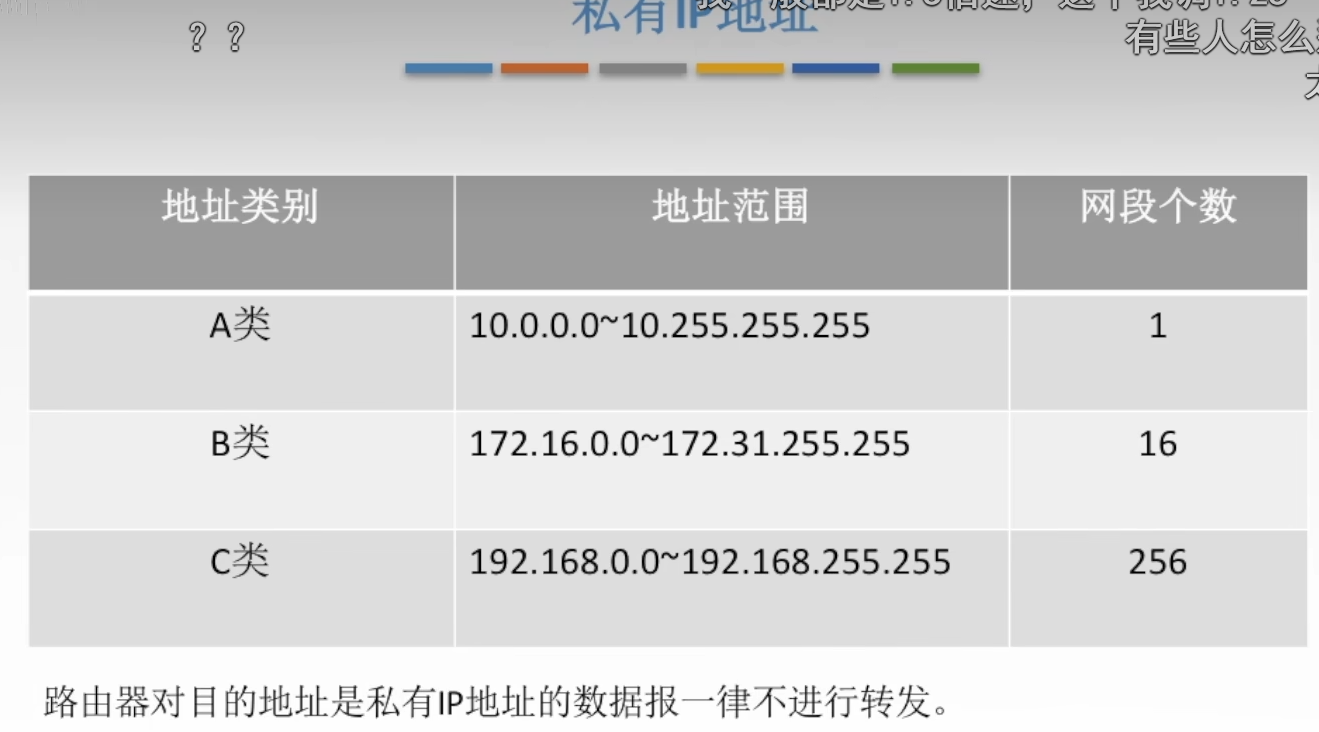 ? ?
私有IP地址
有些人怎么
地址类别 地址范围 网段个数
A类 10.0.0.0~10.255.255.255 1
B类 172.16.0.0~172.31.255.255 16
C类 192.168.0.0~192.168.255.255 256
路由器对目的地址是私有IP地址的数据报一律不进行转发。